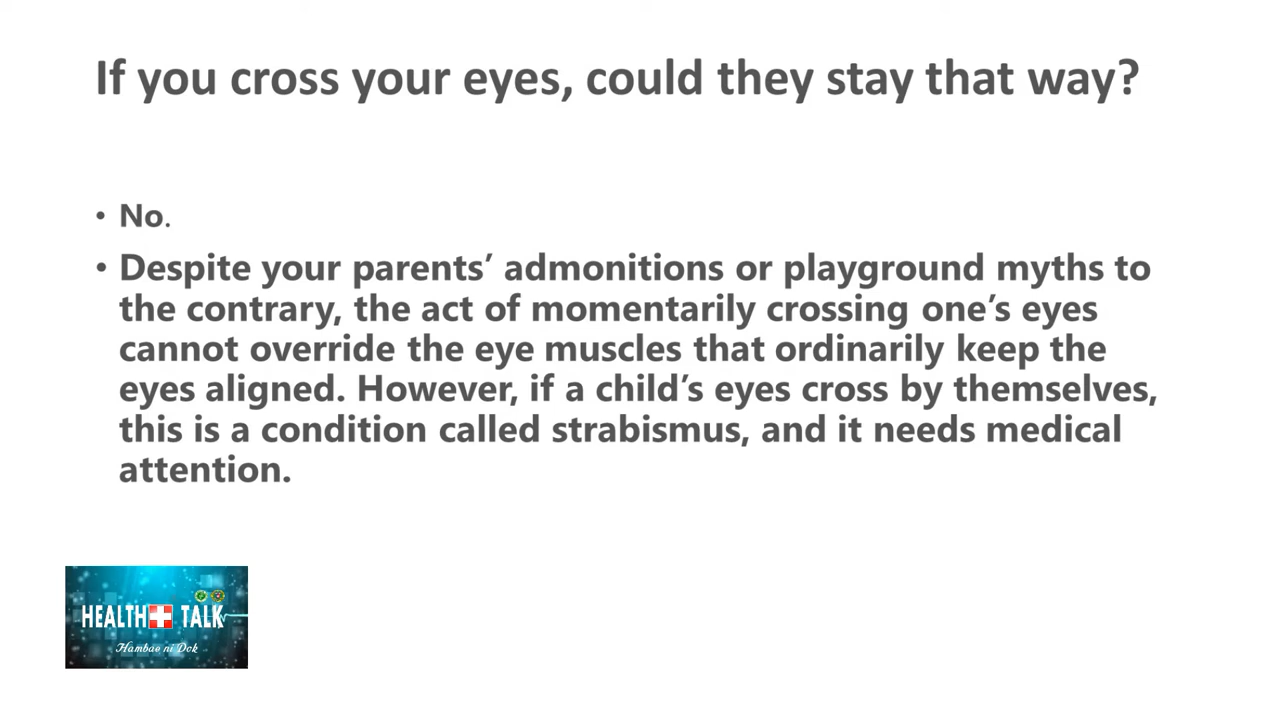 If you cross your eyes, could they stay that way?
• No.
• Despite your parents’ admonitions or playground myths to
the contrary, the act of momentarily crossing one’s eyes
cannot override the eye muscles that ordinarily keep the
eyes aligned. However, if a child’s eyes cross by themselves,
this is a condition called strabismus, and it needs medical
attention.
HEALTH TALK
Hambae ni Dok